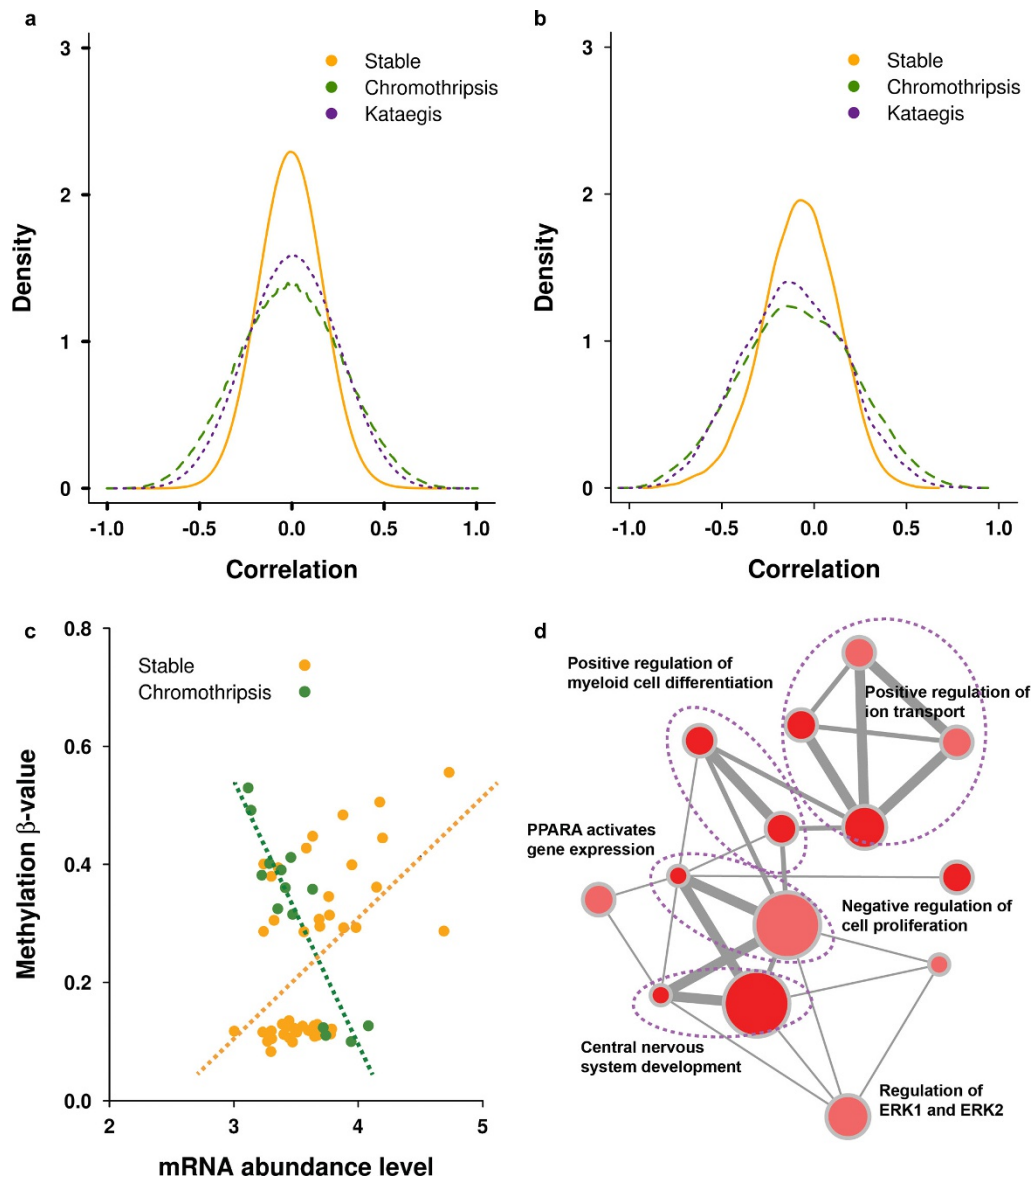 a
3
Stable
Chromothripsis
Kataegis
2
Density
1
0
-1.0 -0.5 0.0 0.5 1.0
Correlation
b
3
Stable
Chromothripsis
Kataegis
2
Density
1
0
-1.0 -0.5 0.0 0.5 1.0
Correlation
c
0.8
Stable
Chromothripsis
0.6
Methylation β-value
0.4
0.2
0.0
2 3 4 5
mRNA abundance level
d
Positive regulation of
myeloid cell differentiation
Positive regulation of
ion transport
PPARA activates
gene expression
Negative regulation of
cell proliferation
Central nervous
system development
Regulation of
ERK1 and ERK2